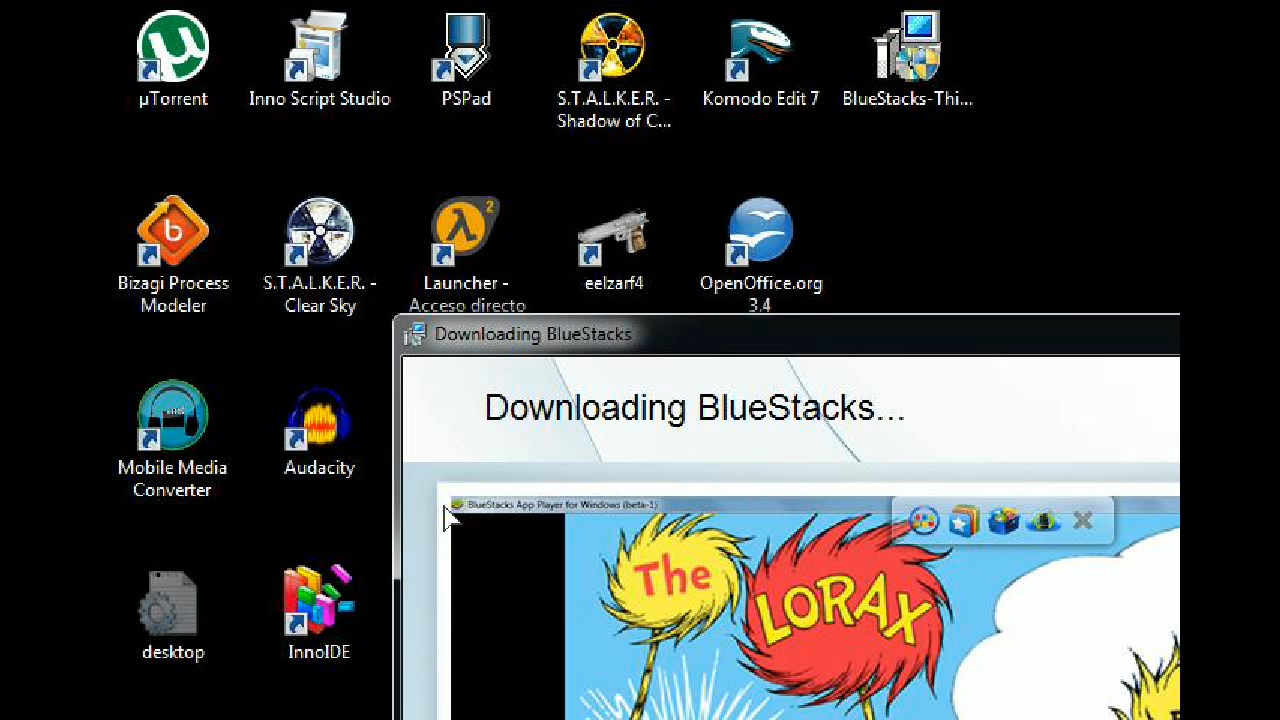 µTorrent
Inno Script Studio
PSPad
S.T.A.L.K.E.R. -
Shadow of C...
Komodo Edit 7
BlueStacks-Thi...
Bizagi Process
Modeler
S.T.A.L.K.E.R. -
Clear Sky
2
Launcher -
Acceso directo
eelzarf4
OpenOffice.org
3.4
Mobile Media
Converter
Audacity
desktop
InnoIDE
Downloading BlueStacks
Downloading BlueStacks...
BlueStacks App Player for Windows (beta-1)
The
LORAX